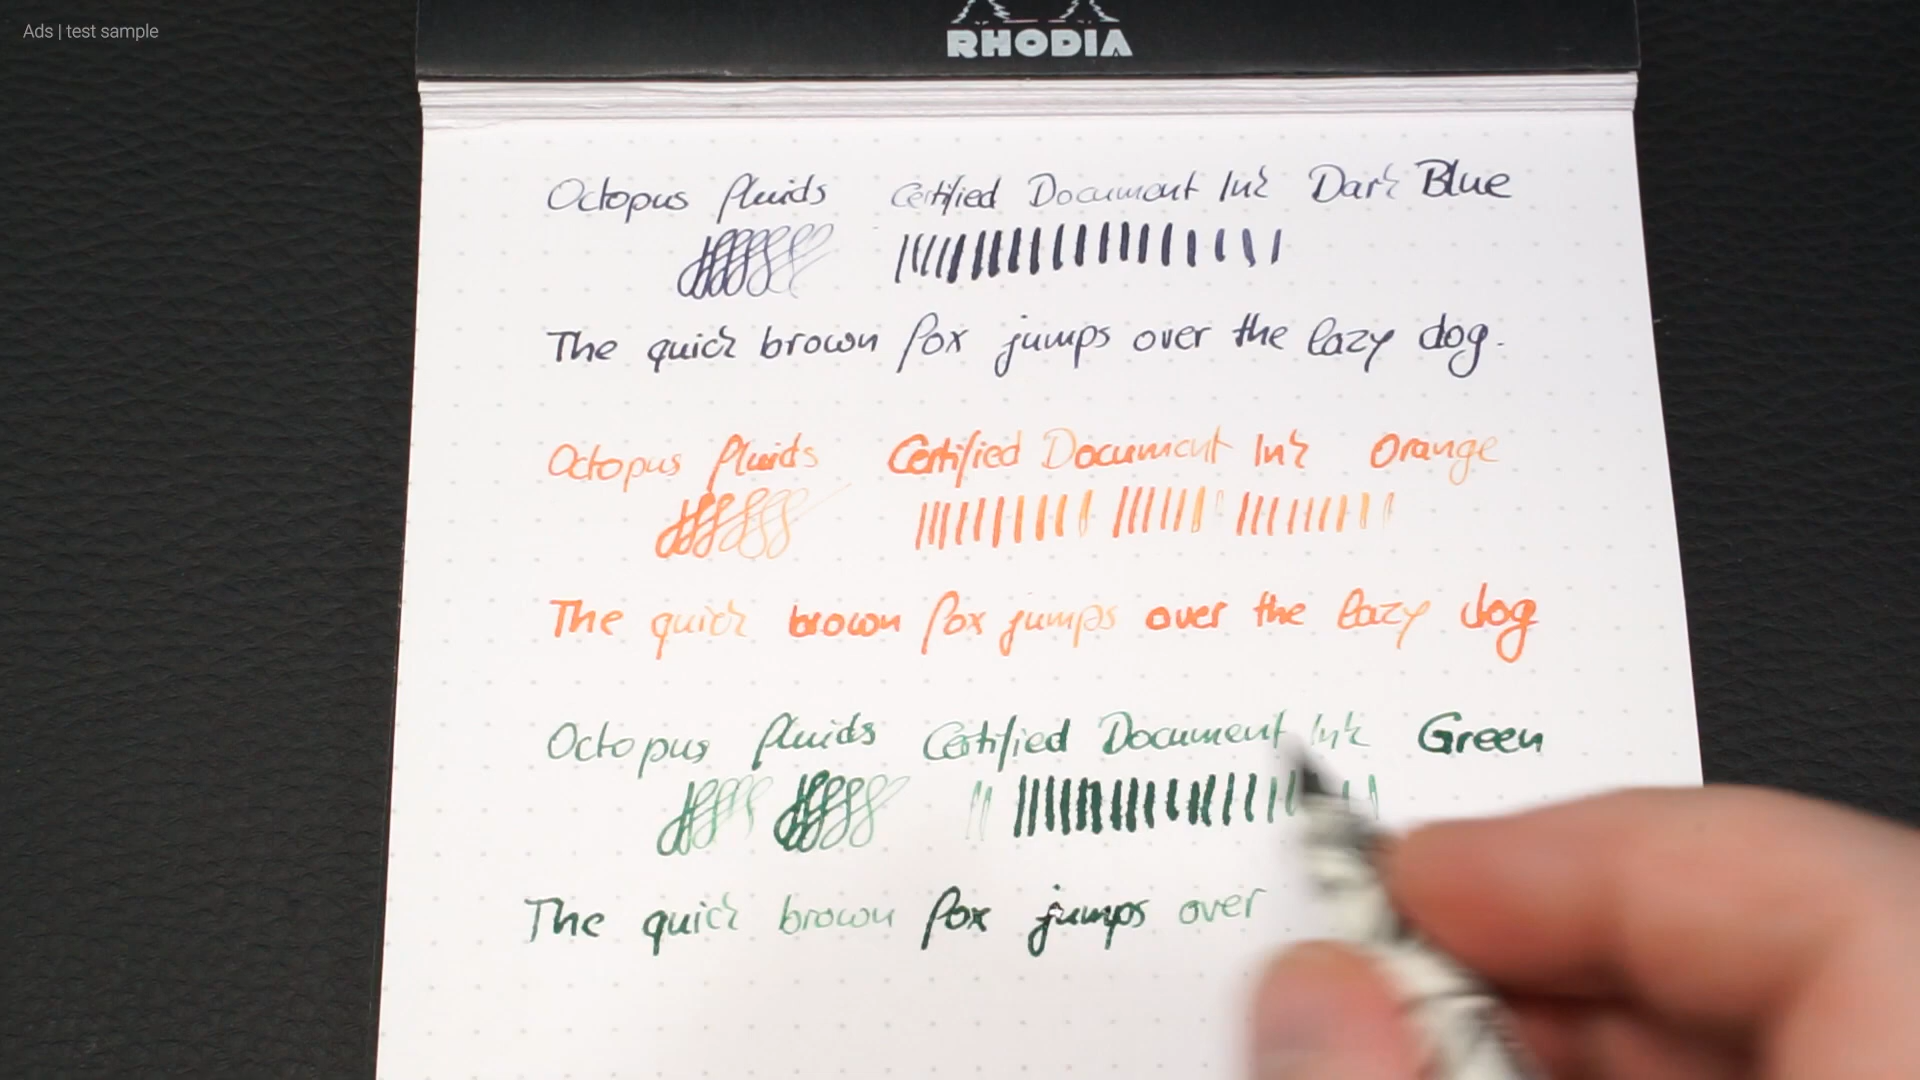 Ads | test sample
RHODIA
Octopus fluids Certified Document Ink Dark Blue
The quick brown fox jumps over the lazy dog.
Octopus fluids Certified Document Ink Orange
The quick brown fox jumps over the lazy dog
Octopus fluids Certified Document Ink Green
The quick brown fox jumps over